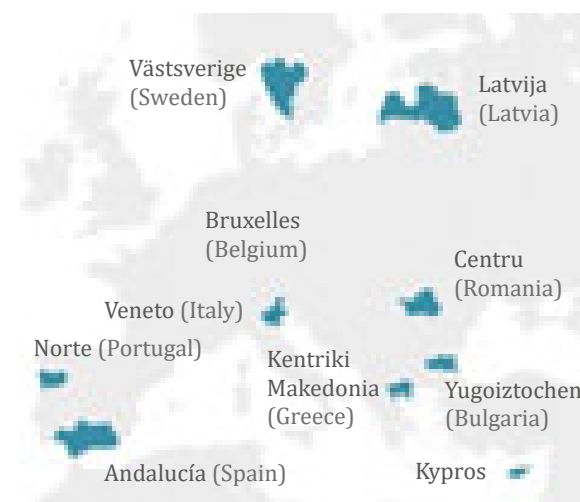 Västsverige
(Sweden)
Latvija
(Latvia)
Bruxelles
(Belgium)
Centru
(Romania)
Veneto (Italy)
Norte (Portugal)
Kentriki
Makedonia
(Greece)
Yugoiztochen
(Bulgaria)
Andalucía (Spain)
Kypros